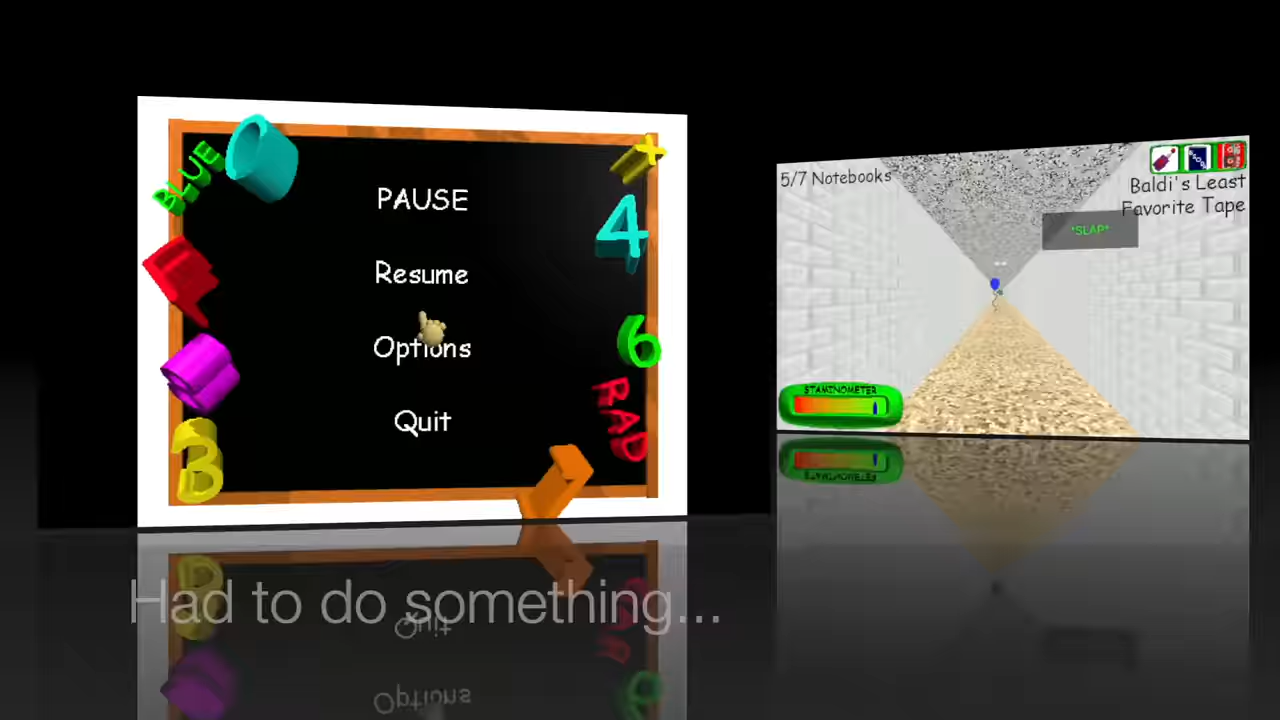 BLUE
PAUSE
Resume
Options
Quit
4
6
RAD
3
5/7 Notebooks
Baldi's Least
Favorite Tape
*SLAP*
STAMINOMETER
Had to do something...